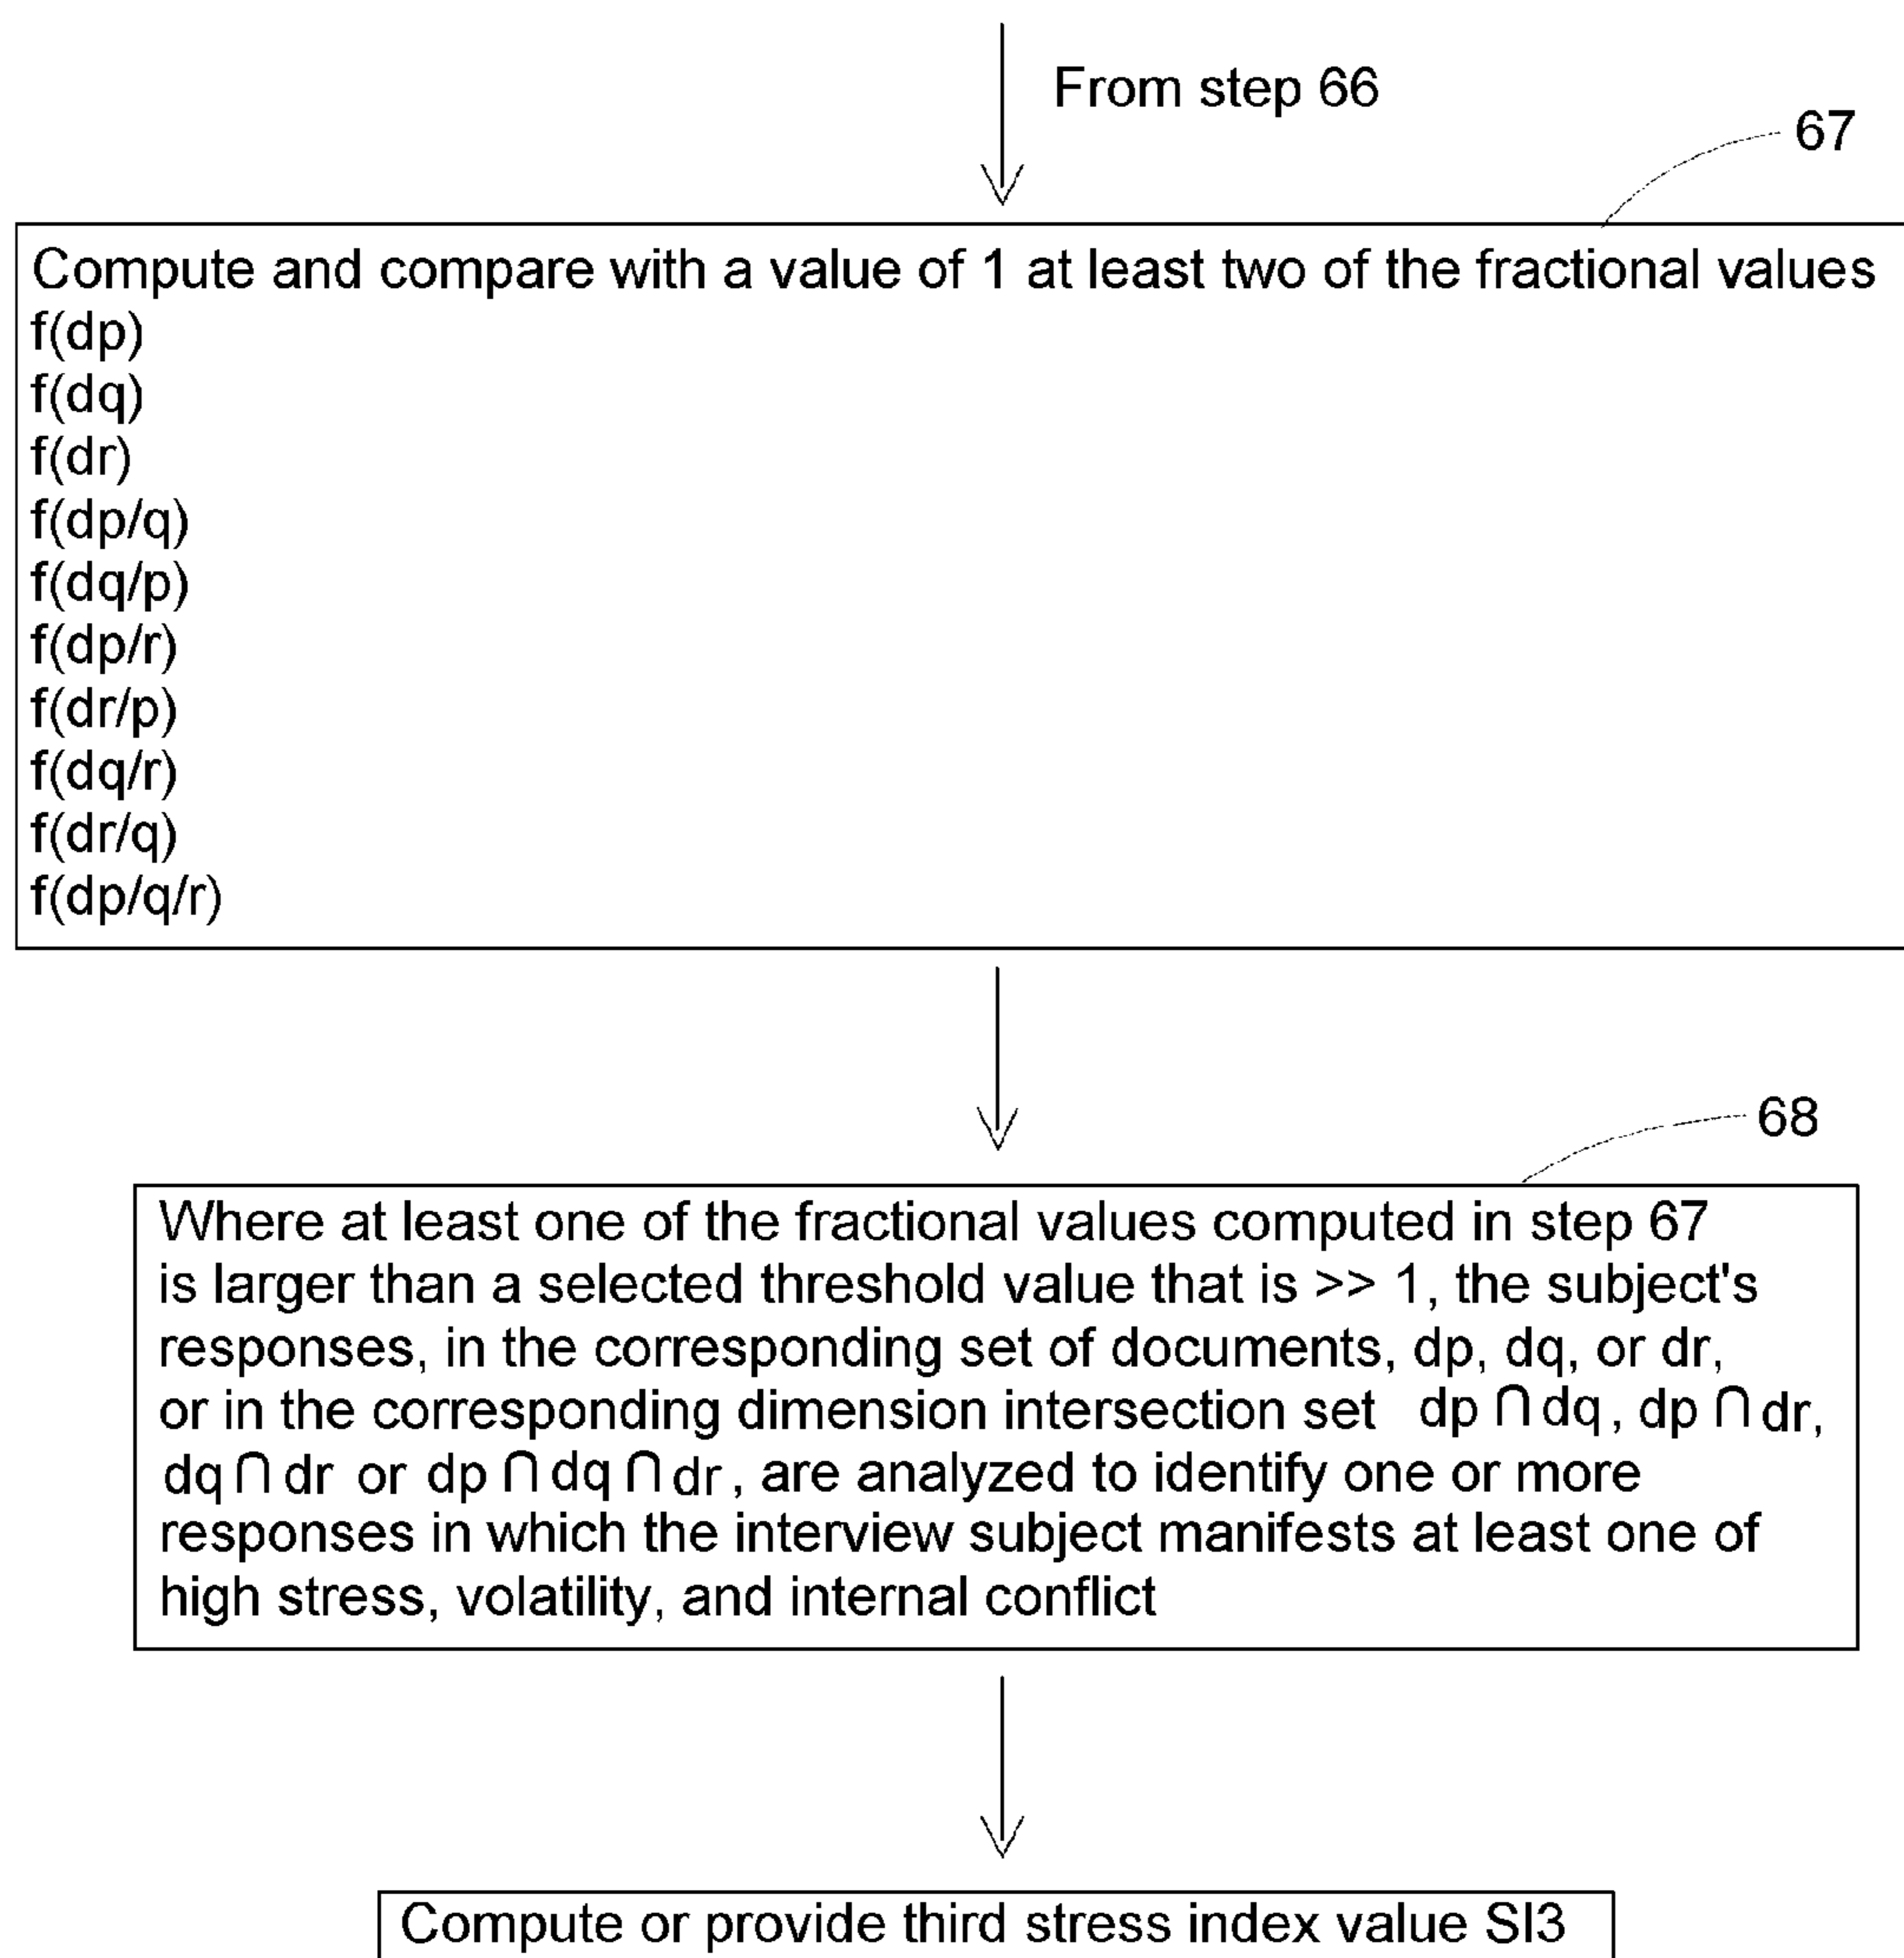 From step 66
67
Compute and compare with a value of 1 at least two of the fractional values
f(dp)
f(dq)
f(dr)
f(dp/q)
f(dq/p)
f(dp/r)
f(dr/p)
f(dq/r)
f(dr/q)
f(dp/q/r)
68
Where at least one of the fractional values computed in step 67
is larger than a selected threshold value that is >> 1, the subject's
responses, in the corresponding set of documents, dp, dq, or dr,
or in the corresponding dimension intersection set dp ∩ dq, dp ∩ dr,
dq ∩ dr or dp ∩ dq ∩ dr, are analyzed to identify one or more
responses in which the interview subject manifests at least one of
high stress, volatility, and internal conflict
Compute or provide third stress index value SI3